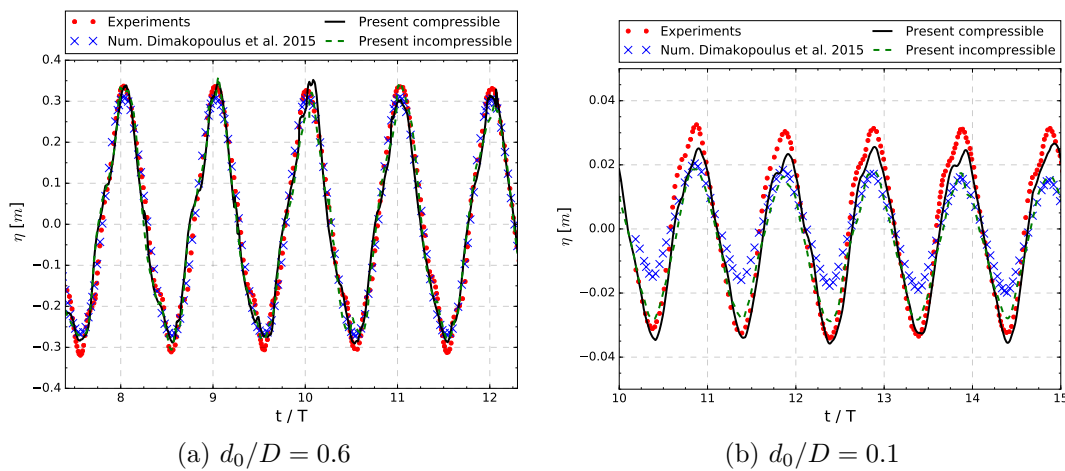 Experiments
Num. Dimakopoulus et al. 2015
Present compressible
Present incompressible
0.4
0.3
0.2
0.1
0.0
−0.1
−0.2
−0.3
−0.4
η [m]
8 9 10 11 12
t / T
(a) d₀/D = 0.6
Experiments
Num. Dimakopoulus et al. 2015
Present compressible
Present incompressible
0.04
0.02
0.00
−0.02
−0.04
η [m]
10 11 12 13 14 15
t / T
(b) d₀/D = 0.1